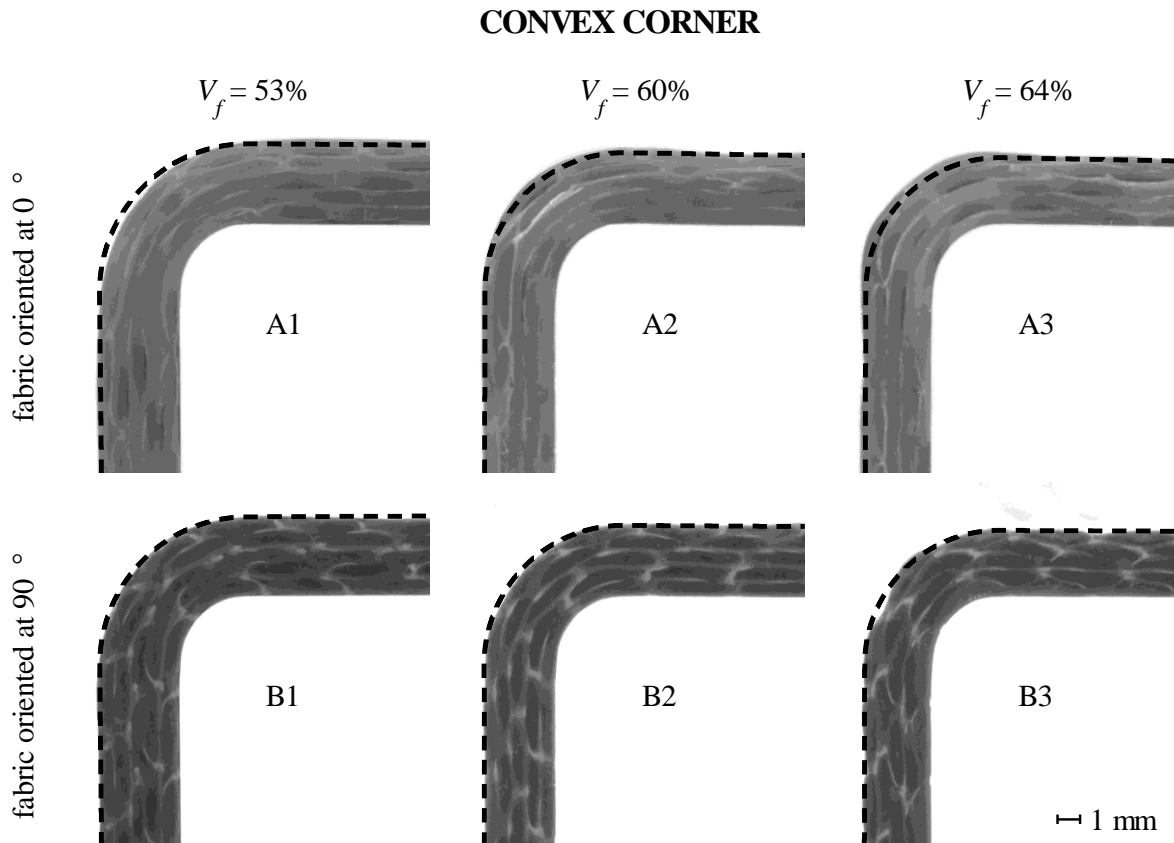 CONVEX CORNER
V_f = 53%
V_f = 60%
V_f = 64%
fabric oriented at 0 °
A1
A2
A3
fabric oriented at 90 °
B1
B2
B3
1 mm